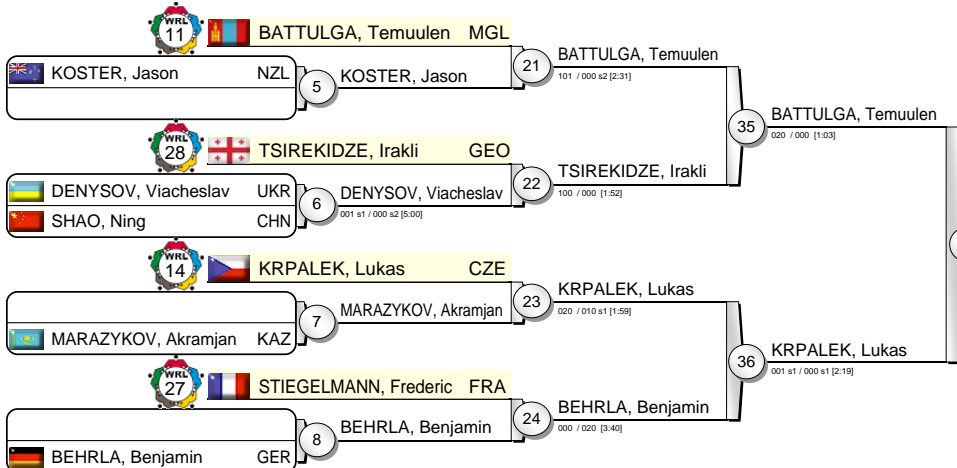 WRL
11
BATTULGA, Temuulen MGL
KOSTER, Jason NZL
5
KOSTER, Jason
21
BATTULGA, Temuulen
101 / 000 s2 [2:31]
35
BATTULGA, Temuulen
020 / 000 [1:03]
WRL
28
TSIREKIDZE, Irakli GEO
DENYSOV, Viacheslav UKR
SHAO, Ning CHN
6
DENYSOV, Viacheslav
001 s1 / 000 s2 [5:00]
22
TSIREKIDZE, Irakli
100 / 000 [1:52]
WRL
14
KRPALEK, Lukas CZE
MARAZYKOV, Akramjan KAZ
7
MARAZYKOV, Akramjan
23
KRPALEK, Lukas
020 / 010 s1 [1:59]
36
KRPALEK, Lukas
001 s1 / 000 s1 [2:19]
WRL
27
STIEGELMANN, Frederic FRA
BEHRLA, Benjamin GER
8
BEHRLA, Benjamin
24
BEHRLA, Benjamin
000 / 020 [3:40]